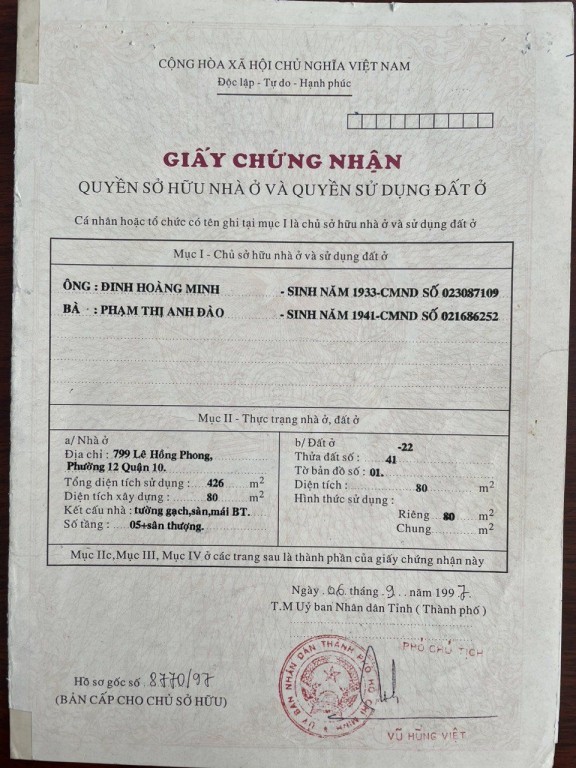 CỘNG HÒA XÃ HỘI CHỦ NGHĨA VIỆT NAM
Độc lập - Tự do - Hạnh phúc
GIẤY CHỨNG NHẬN
QUYỀN SỞ HỮU NHÀ Ở VÀ QUYỀN SỬ DỤNG ĐẤT Ở
Cá nhân hoặc tổ chức có tên ghi tại mục I là chủ sở hữu nhà ở và sử dụng đất ở
Mục I - Chủ sở hữu nhà ở và sử dụng đất ở
ÔNG : ĐINH HOÀNG MINH - SINH NĂM 1933-CMND SỐ 023087109
BÀ : PHẠM THỊ ANH ĐÀO - SINH NĂM 1941-CMND SỐ 021686252
Mục II - Thực trạng nhà ở, đất ở
a/ Nhà ở
Địa chỉ : 799 Lê Hồng Phong,
Phường 12 Quận 10.
Tổng diện tích sử dụng : 426 m2
Diện tích xây dựng : 80 m2
Kết cấu nhà : tường gạch,sàn,mái BT.
Số tầng : 05+sân thượng.
b/ Đất ở -22
Thửa đất số : 41
Tờ bản đồ số : 01.
Diện tích : 80 m2
Hình thức sử dụng :
Riêng 80 m2
Chung m2
Mục IIc,Mục III, Mục IV ở các trang sau là thành phần của giấy chứng nhận này
Ngày 06 tháng 9 năm 1997
T.M Uỷ ban Nhân dân Tỉnh ( Thành phố )
PHÓ CHỦ TỊCH
ỦY BAN NHÂN DÂN THÀNH PHỐ HỒ CHÍ MINH
Hồ sơ gốc số 8770/97
(BẢN CẤP CHO CHỦ SỞ HỮU)
VŨ HÙNG VIỆT